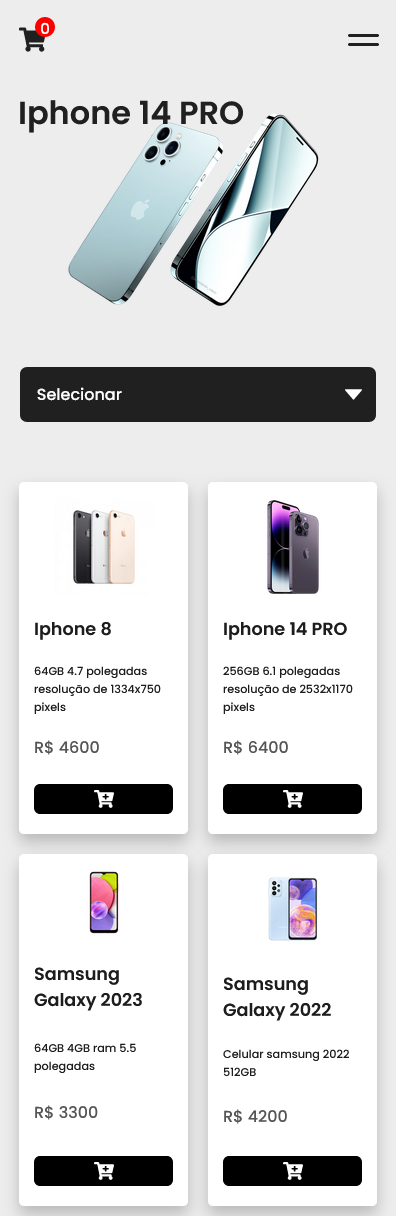 0
Iphone 14 PRO
Selecionar
Iphone 8
64GB 4.7 polegadas
resolução de 1334x750
pixels
R$ 4600
Iphone 14 PRO
256GB 6.1 polegadas
resolução de 2532x1170
pixels
R$ 6400
Samsung
Galaxy 2023
64GB 4GB ram 5.5
polegadas
R$ 3300
Samsung
Galaxy 2022
Celular samsung 2022
512GB
R$ 4200